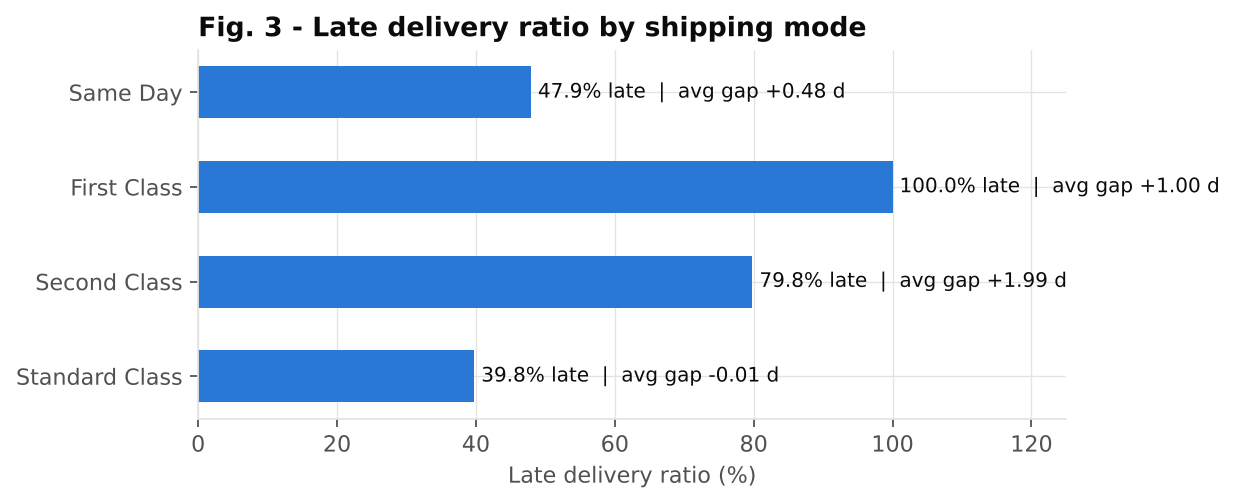 Fig. 3 - Late delivery ratio by shipping mode
Same Day
47.9% late | avg gap +0.48 d
First Class
100.0% late | avg gap +1.00 d
Second Class
79.8% late | avg gap +1.99 d
Standard Class
39.8% late | avg gap -0.01 d
0 20 40 60 80 100 120
Late delivery ratio (%)